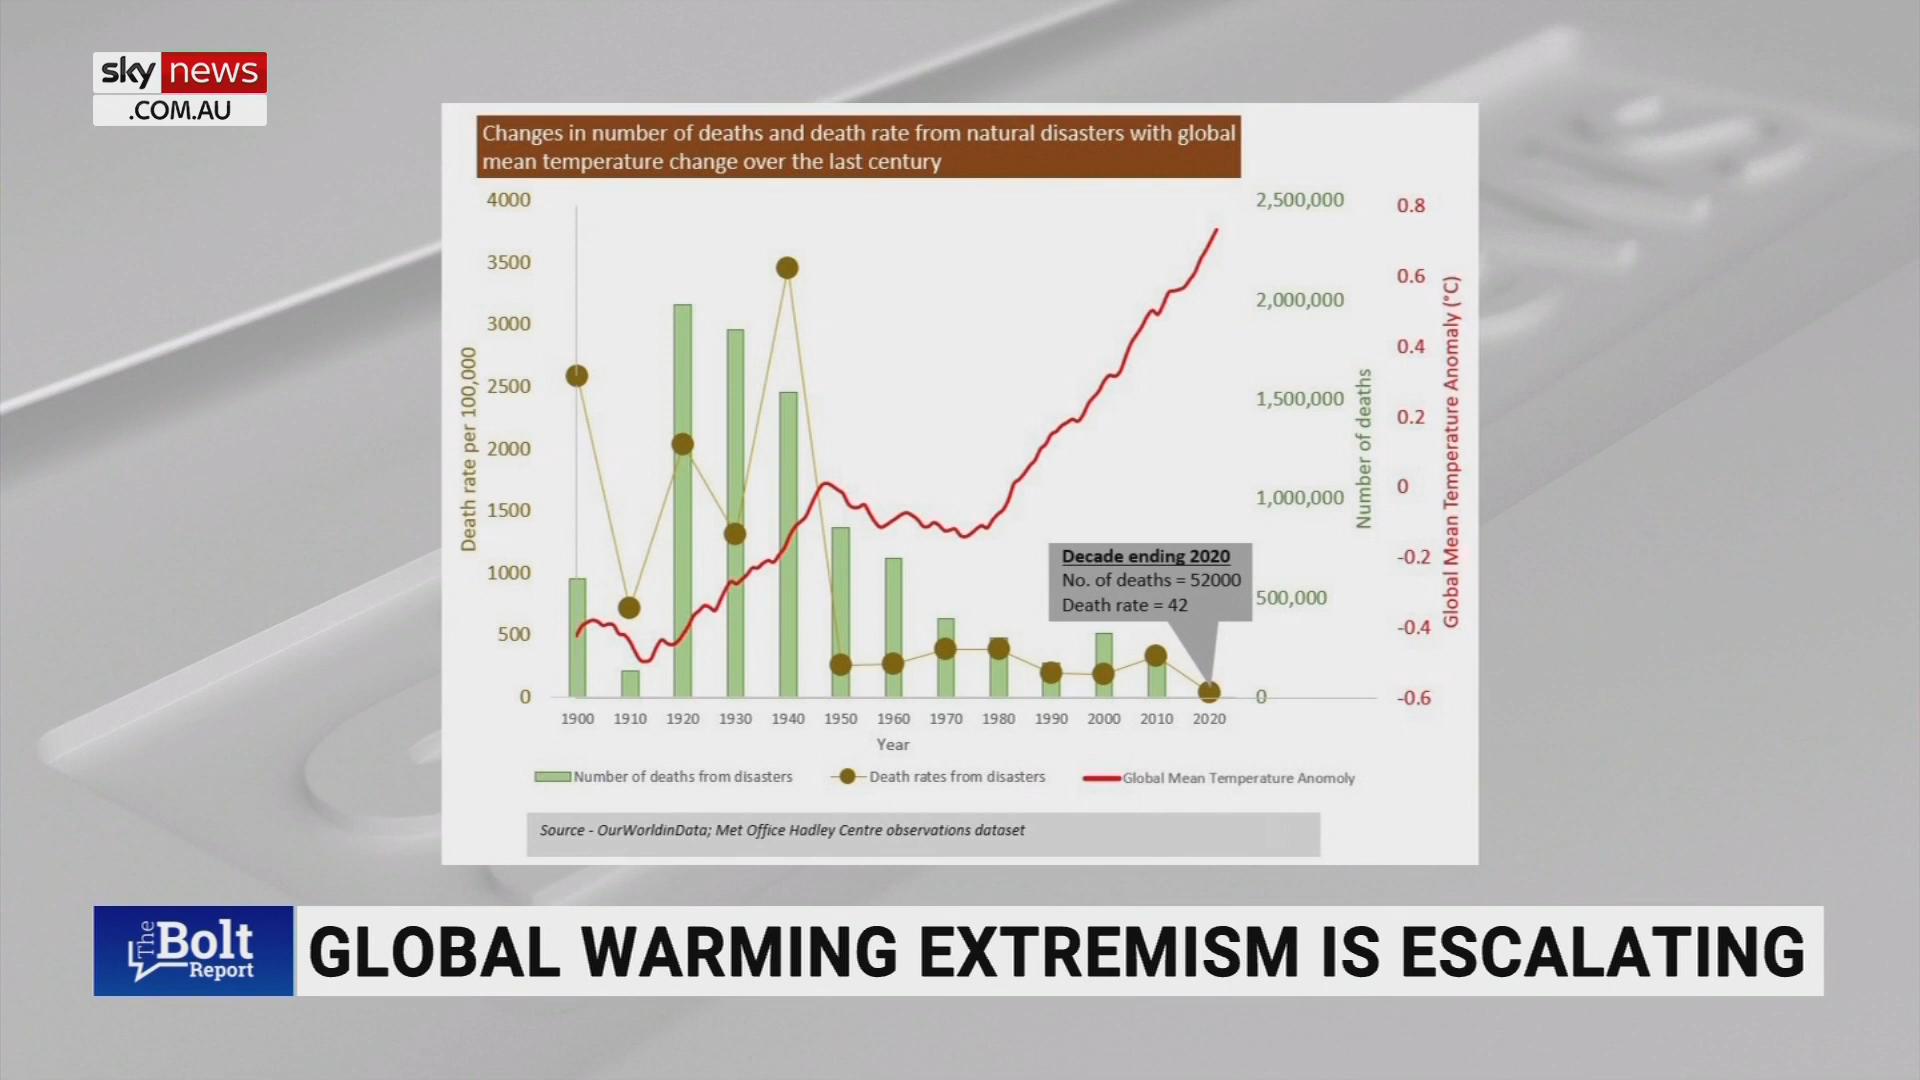 sky news
.COM.AU
Changes in number of deaths and death rate from natural disasters with global
mean temperature change over the last century
4000
3500
3000
2500
2000
1500
1000
500
0
Death rate per 100,000
2,500,000
2,000,000
1,500,000
1,000,000
500,000
0
Number of deaths
0.8
0.6
0.4
0.2
0
-0.2
-0.4
-0.6
Global Mean Temperature Anomaly (°C)
Decade ending 2020
No. of deaths = 52000
Death rate = 42
1900 1910 1920 1930 1940 1950 1960 1970 1980 1990 2000 2010 2020
Year
Number of deaths from disasters Death rates from disasters Global Mean Temperature Anomoly
Source - OurWorldinData; Met Office Hadley Centre observations dataset
The Bolt Report
GLOBAL WARMING EXTREMISM IS ESCALATING